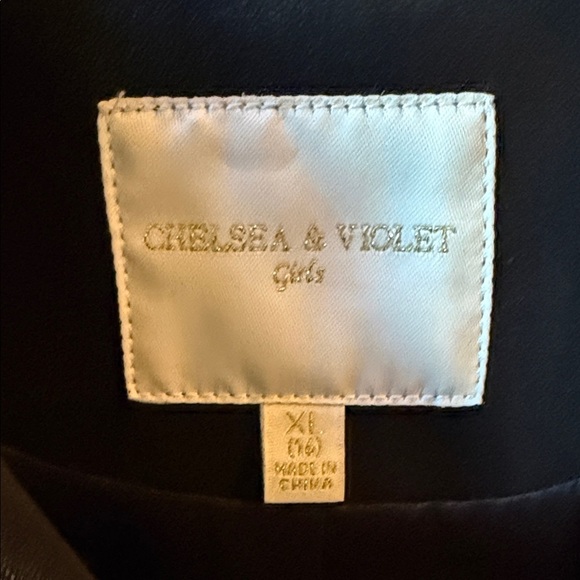 CHELSEA & VIOLET
Girls
XL
(16)
MADE IN
CHINA